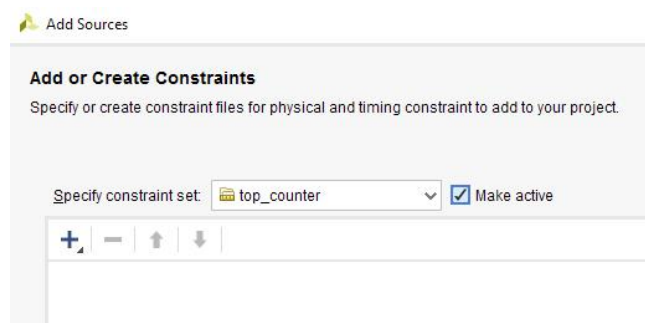 Add Sources
Add or Create Constraints
Specify or create constraint files for physical and timing constraint to add to your project.
Specify constraint set: top_counter Make active